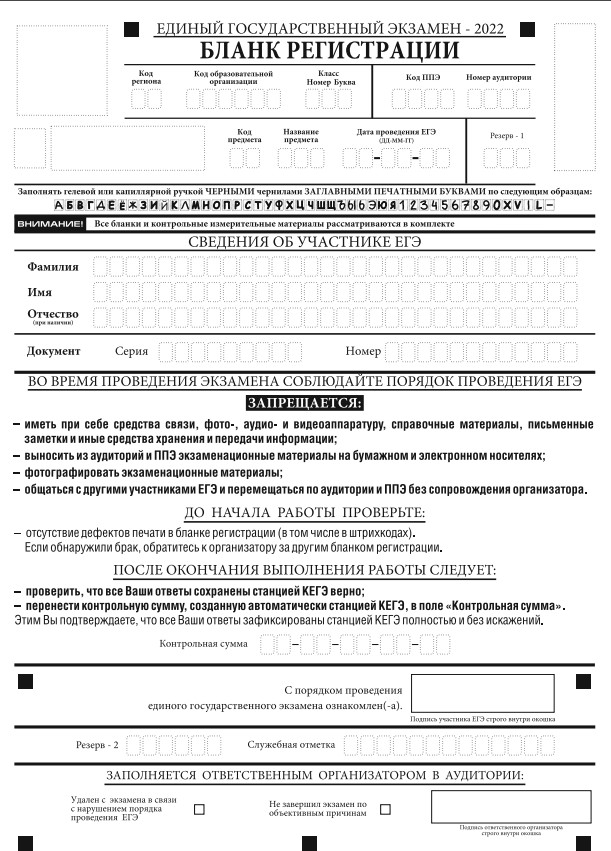 ЕДИНЫЙ ГОСУДАРСТВЕННЫЙ ЭКЗАМЕН - 2022
БЛАНК РЕГИСТРАЦИИ
Код региона
Код образовательной организации
Класс Номер Буква
Код ППЭ
Номер аудитории
Код предмета
Название предмета
Дата проведения ЕГЭ (ДД-ММ-ГГ)
Резерв - 1
Заполнять гелевой или капиллярной ручкой ЧЕРНЫМИ чернилами ЗАГЛАВНЫМИ ПЕЧАТНЫМИ БУКВАМИ по следующим образцам:
АБВГДЕЁЖЗИЙКЛМНОПРСТУФХЦЧШЩЪЫЬЭЮЯ1234567890XVIL-
ВНИМАНИЕ! Все бланки и контрольные измерительные материалы рассматриваются в комплекте
СВЕДЕНИЯ ОБ УЧАСТНИКЕ ЕГЭ
Фамилия
Имя
Отчество
(при наличии)
Документ Серия Номер
ВО ВРЕМЯ ПРОВЕДЕНИЯ ЭКЗАМЕНА СОБЛЮДАЙТЕ ПОРЯДОК ПРОВЕДЕНИЯ ЕГЭ
ЗАПРЕЩАЕТСЯ:
– иметь при себе средства связи, фото-, аудио- и видеоаппаратуру, справочные материалы, письменные
заметки и иные средства хранения и передачи информации;
– выносить из аудиторий и ППЭ экзаменационные материалы на бумажном и электронном носителях;
– фотографировать экзаменационные материалы;
– общаться с другими участниками ЕГЭ и перемещаться по аудитории и ППЭ без сопровождения организатора.
ДО НАЧАЛА РАБОТЫ ПРОВЕРЬТЕ:
– отсутствие дефектов печати в бланке регистрации (в том числе в штрихкодах).
Если обнаружили брак, обратитесь к организатору за другим бланком регистрации.
ПОСЛЕ ОКОНЧАНИЯ ВЫПОЛНЕНИЯ РАБОТЫ СЛЕДУЕТ:
– проверить, что все Ваши ответы сохранены станцией КЕГЭ верно;
– перенести контрольную сумму, созданную автоматически станцией КЕГЭ, в поле «Контрольная сумма».
Этим Вы подтверждаете, что все Ваши ответы зафиксированы станцией КЕГЭ полностью и без искажений.
Контрольная сумма
С порядком проведения
единого государственного экзамена ознакомлен(-а).
Подпись участника ЕГЭ строго внутри окошка
Резерв - 2 Служебная отметка
ЗАПОЛНЯЕТСЯ ОТВЕТСТВЕННЫМ ОРГАНИЗАТОРОМ В АУДИТОРИИ:
Удален с экзамена в связи
с нарушением порядка
проведения ЕГЭ
Не завершил экзамен по
объективным причинам
Подпись ответственного организатора
строго внутри окошка